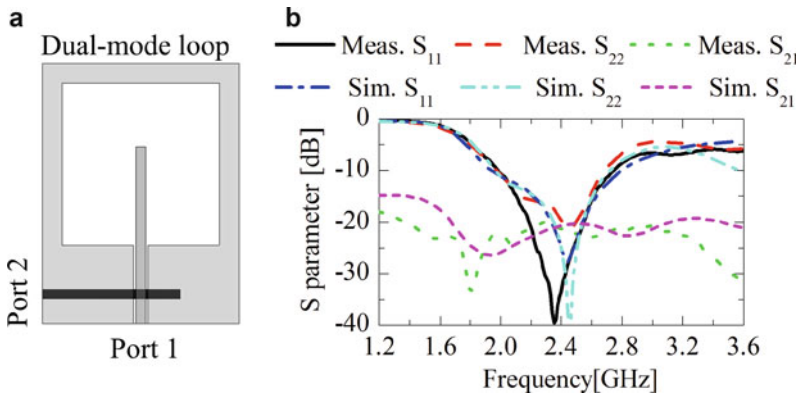 a
Dual-mode loop
Port 2
Port 1
b
Meas. S11 Meas. S22 Meas. S21
Sim. S11 Sim. S22 Sim. S21
S parameter [dB]
0
-10
-20
-30
-40
1.2 1.6 2.0 2.4 2.8 3.2 3.6
Frequency[GHz]